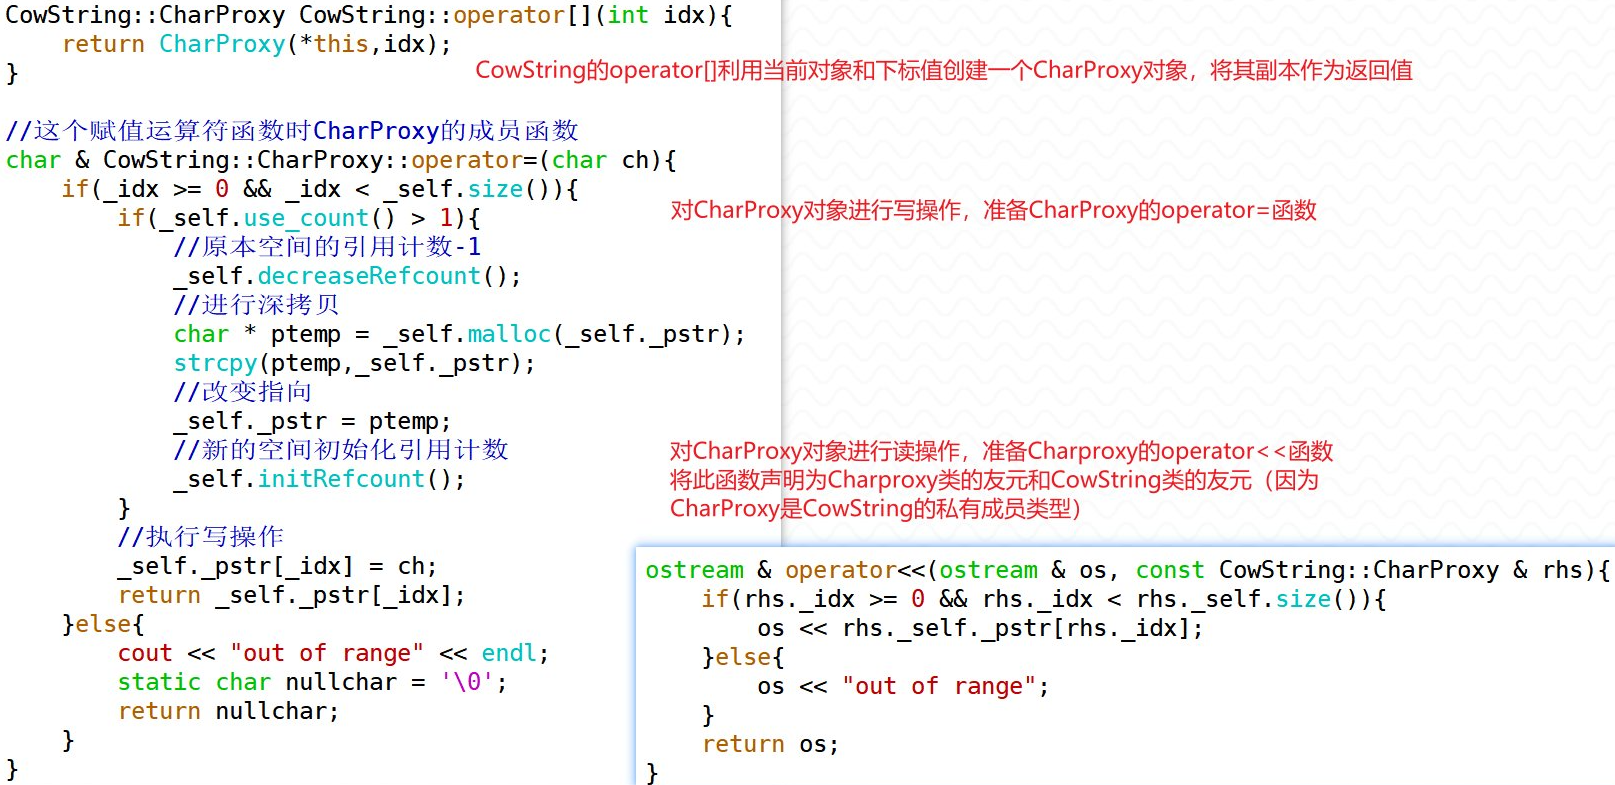 CowString::CharProxy CowString::operator[](int idx){
    return CharProxy(*this,idx);
}
CowString的operator[]利用当前对象和下标值创建一个CharProxy对象，将其副本作为返回值
//这个赋值运算符函数时CharProxy的成员函数
char & CowString::CharProxy::operator=(char ch){
    if(_idx >= 0 && _idx < _self.size()){
对CharProxy对象进行写操作，准备CharProxy的operator=函数
        if(_self.use_count() > 1){
            //原本空间的引用计数-1
            _self.decreaseRefcount();
            //进行深拷贝
            char * ptemp = _self.malloc(_self._pstr);
            strcpy(ptemp,_self._pstr);
            //改变指向
            _self._pstr = ptemp;
            //新的空间初始化引用计数
            _self.initRefcount();
        }
        //执行写操作
        _self._pstr[_idx] = ch;
        return _self._pstr[_idx];
    }else{
        cout << "out of range" << endl;
        static char nullchar = '\0';
        return nullchar;
    }
}
对CharProxy对象进行读操作，准备Charproxy的operator<<函数
将此函数声明为Charproxy类的友元和CowString类的友元（因为
CharProxy是CowString的私有成员类型）
ostream & operator<<(ostream & os, const CowString::CharProxy & rhs){
    if(rhs._idx >= 0 && rhs._idx < rhs._self.size()){
        os << rhs._self._pstr[rhs._idx];
    }else{
        os << "out of range";
    }
    return os;
}